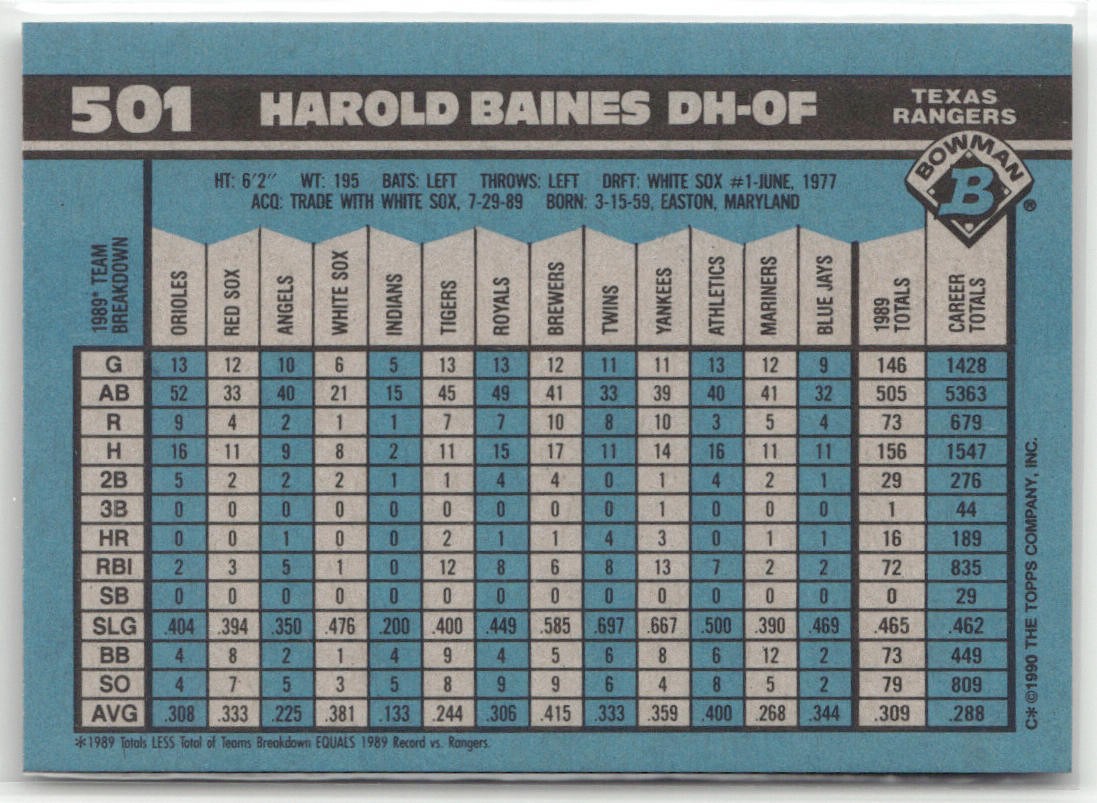 501 HAROLD BAINES DH-OF TEXAS RANGERS
BOWMAN B ®
HT: 6'2" WT: 195 BATS: LEFT THROWS: LEFT DRFT: WHITE SOX #1-JUNE, 1977
ACQ: TRADE WITH WHITE SOX, 7-29-89 BORN: 3-15-59, EASTON, MARYLAND
1989* TEAM BREAKDOWN ORIOLES RED SOX ANGELS WHITE SOX INDIANS TIGERS ROYALS BREWERS TWINS YANKEES ATHLETICS MARINERS BLUE JAYS 1989 TOTALS CAREER TOTALS
G 13 12 10 6 5 13 13 12 11 11 13 12 9 146 1428
AB 52 33 40 21 15 45 49 41 33 39 40 41 32 505 5363
R 9 4 2 1 1 7 7 10 8 10 3 5 4 73 679
H 16 11 9 8 2 11 15 17 11 14 16 11 11 156 1547
2B 5 2 2 2 1 1 4 4 0 1 4 2 1 29 276
3B 0 0 0 0 0 0 0 0 0 1 0 0 0 1 44
HR 0 0 1 0 0 2 1 1 4 3 0 1 1 16 189
RBI 2 3 5 1 0 12 8 6 8 13 7 2 2 72 835
SB 0 0 0 0 0 0 0 0 0 0 0 0 0 0 29
SLG .404 .394 .350 .476 .200 .400 .449 .585 .697 .667 .500 .390 .469 .465 .462
BB 4 8 2 1 4 9 4 5 6 8 6 12 2 73 449
SO 4 7 5 3 5 8 9 9 6 4 8 5 2 79 809
AVG .308 .333 .225 .381 .133 .244 .306 .415 .333 .359 .400 .268 .344 .309 .288
*1989 Totals LESS Total of Teams Breakdown EQUALS 1989 Record vs. Rangers.
C* ©1990 THE TOPPS COMPANY, INC.